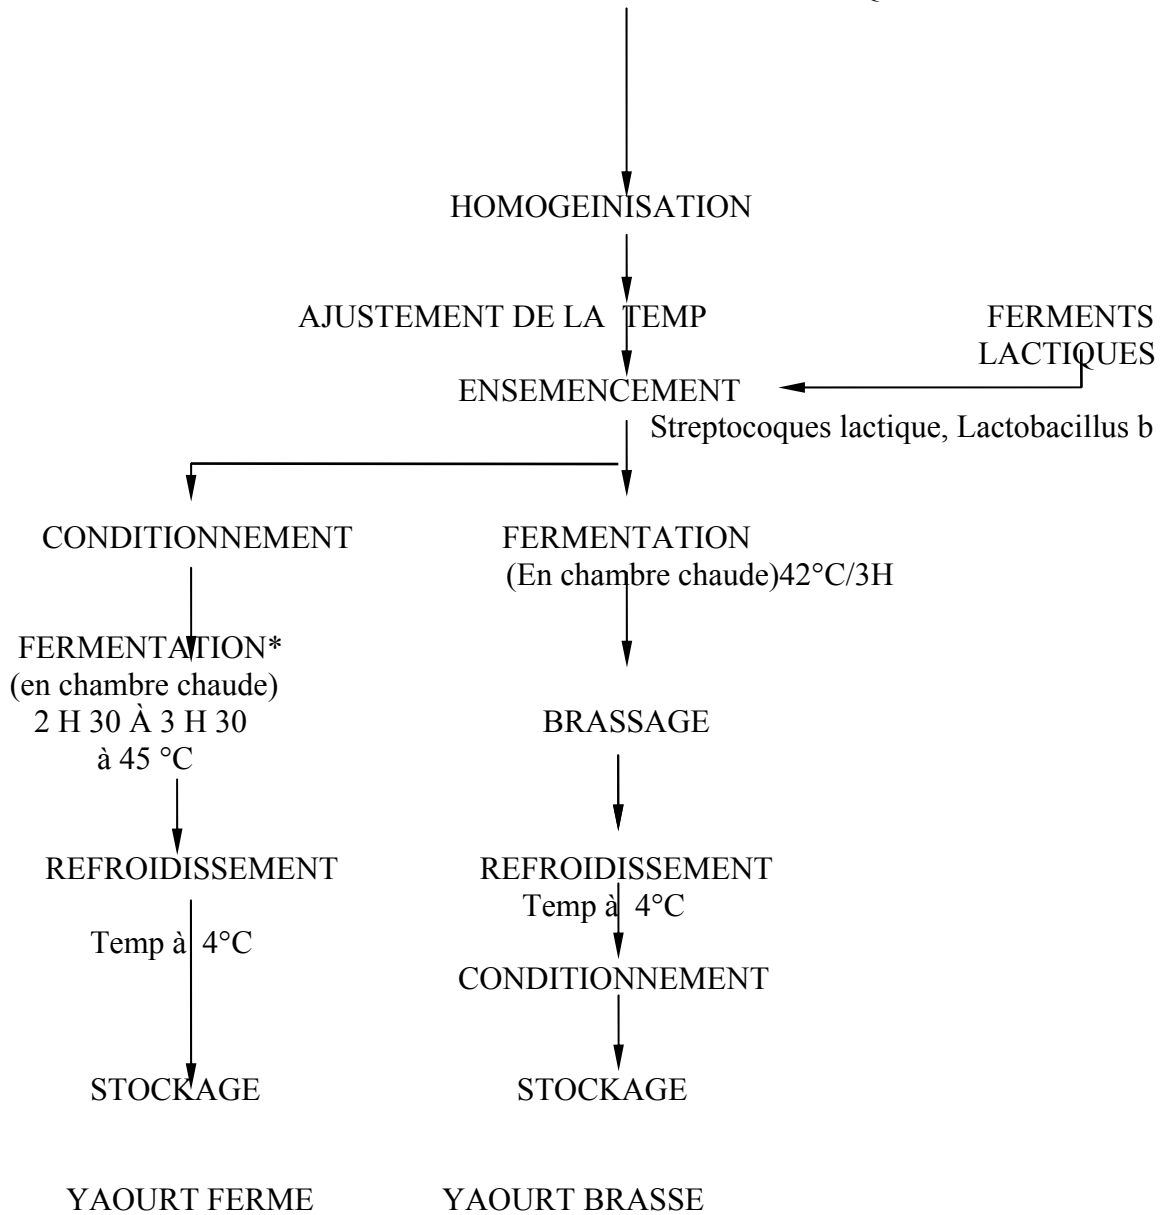 HOMOGEINISATION
AJUSTEMENT DE LA TEMP
FERMENTS
LACTIQUES
ENSEMENCEMENT
Streptocoques lactique, Lactobacillus b
CONDITIONNEMENT
FERMENTATION
(En chambre chaude)42°C/3H
FERMENTATION*
(en chambre chaude)
2 H 30 À 3 H 30
à 45 °C
BRASSAGE
REFROIDISSEMENT
Temp à 4°C
REFROIDISSEMENT
Temp à 4°C
CONDITIONNEMENT
STOCKAGE
STOCKAGE
YAOURT FERME
YAOURT BRASSE